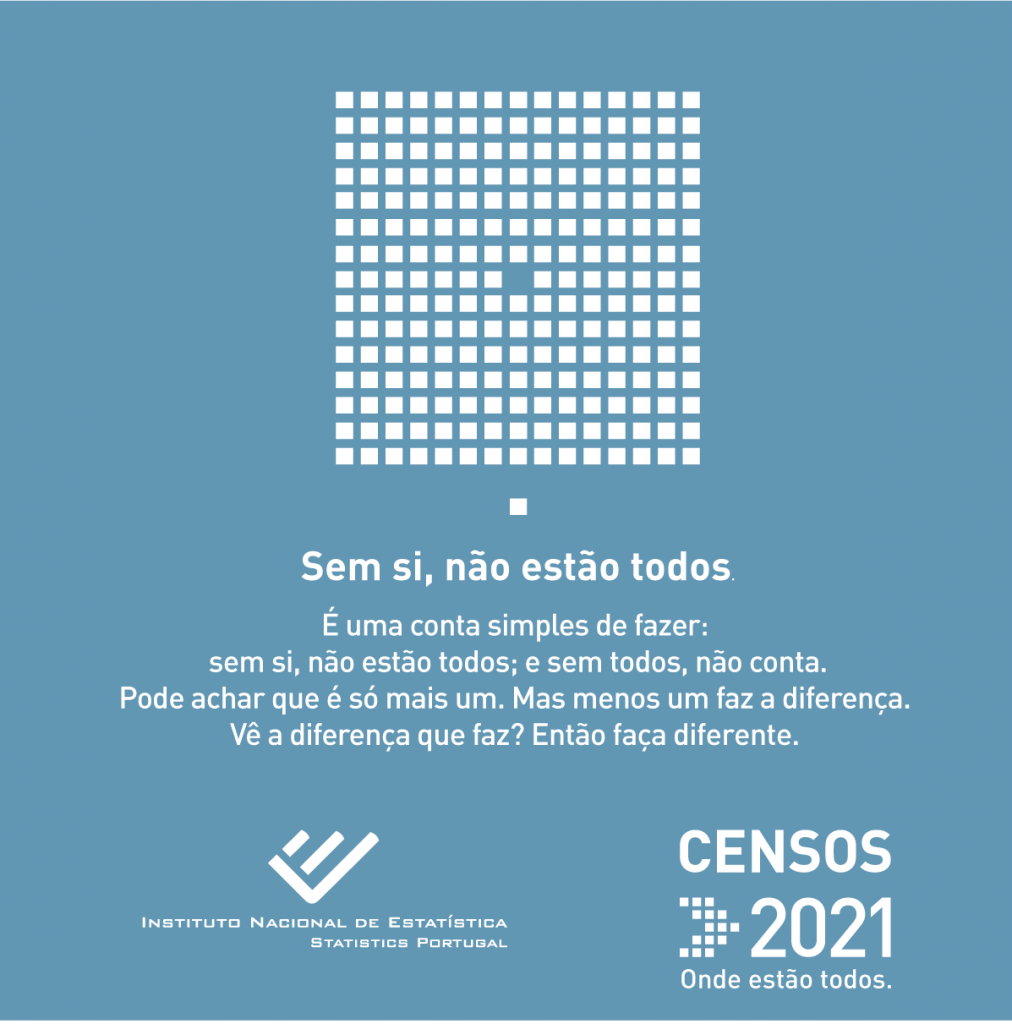 Sem si, não estão todos.
É uma conta simples de fazer:
sem si, não estão todos; e sem todos, não conta.
Pode achar que é só mais um. Mas menos um faz a diferença.
Vê a diferença que faz? Então faça diferente.
INSTITUTO NACIONAL DE ESTATÍSTICA
STATISTICS PORTUGAL
CENSOS
2021
Onde estão todos.